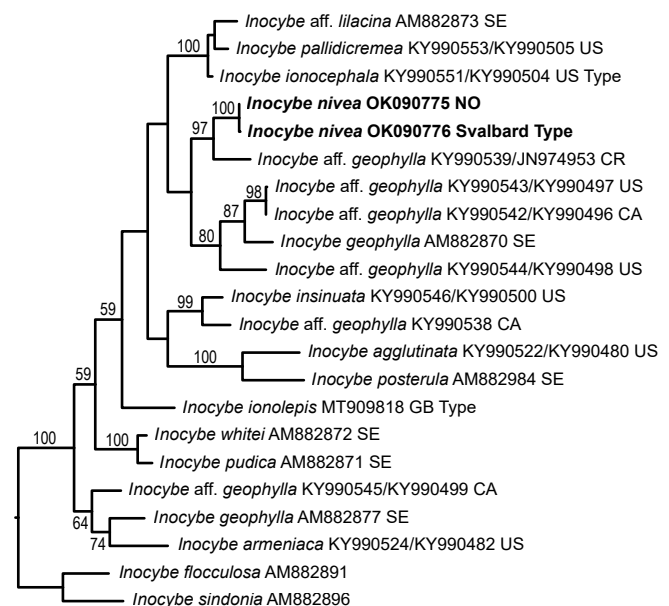 Inocybe aff. lilacina AM882873 SE
100
Inocybe pallidicremea KY990553/KY990505 US
Inocybe ionocephala KY990551/KY990504 US Type
Inocybe nivea OK090775 NO
100
Inocybe nivea OK090776 Svalbard Type
97
Inocybe aff. geophylla KY990539/JN974953 CR
Inocybe aff. geophylla KY990543/KY990497 US
98
Inocybe aff. geophylla KY990542/KY990496 CA
87
Inocybe geophylla AM882870 SE
80
Inocybe aff. geophylla KY990544/KY990498 US
Inocybe insinuata KY990546/KY990500 US
99
59
Inocybe aff. geophylla KY990538 CA
Inocybe agglutinata KY990522/KY990480 US
100
Inocybe posterula AM882984 SE
59
Inocybe ionolepis MT909818 GB Type
Inocybe whitei AM882872 SE
100
100
Inocybe pudica AM882871 SE
Inocybe aff. geophylla KY990545/KY990499 CA
64
Inocybe geophylla AM882877 SE
74
Inocybe armeniaca KY990524/KY990482 US
Inocybe flocculosa AM882891
Inocybe sindonia AM882896